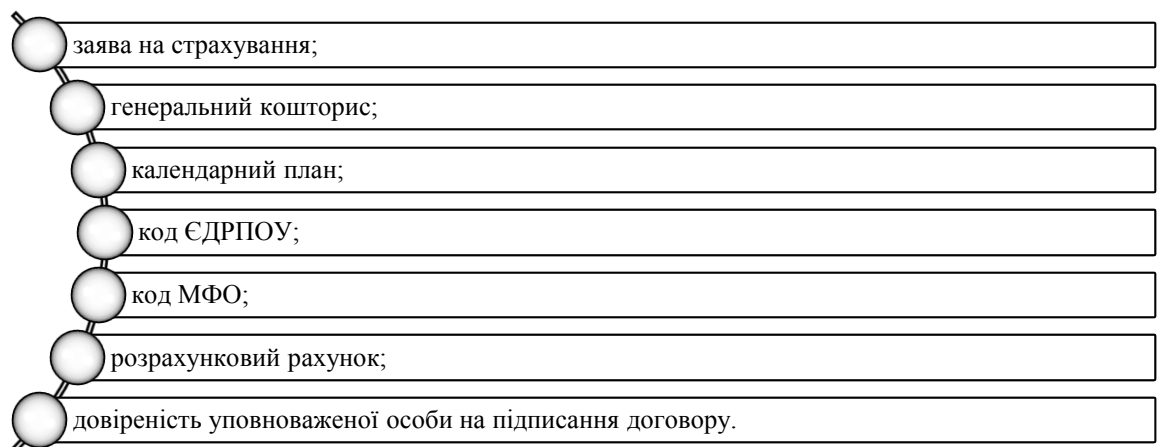 заява на страхування;
генеральний кошторис;
календарний план;
код ЄДРПОУ;
код МФО;
розрахунковий рахунок;
довіреність уповноваженої особи на підписання договору.